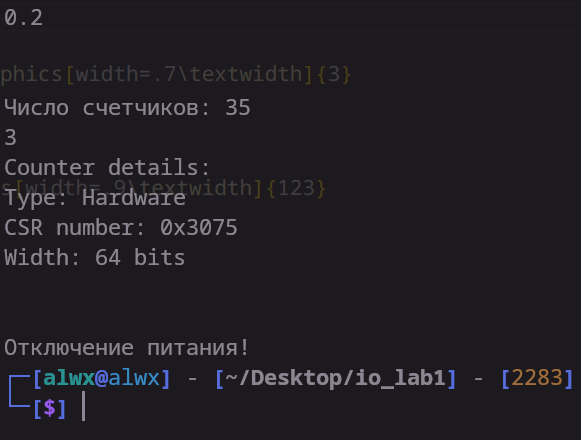 0.2
phics[width=.7\textwidth]{3}
Число счетчиков: 35
3
Counter details:
s[width=.9\textwidth]{123}
Type: Hardware
CSR number: 0x3075
Width: 64 bits
Отключение питания!
[alwx@alwx] - [~/Desktop/io_lab1] - [2283]
[$]